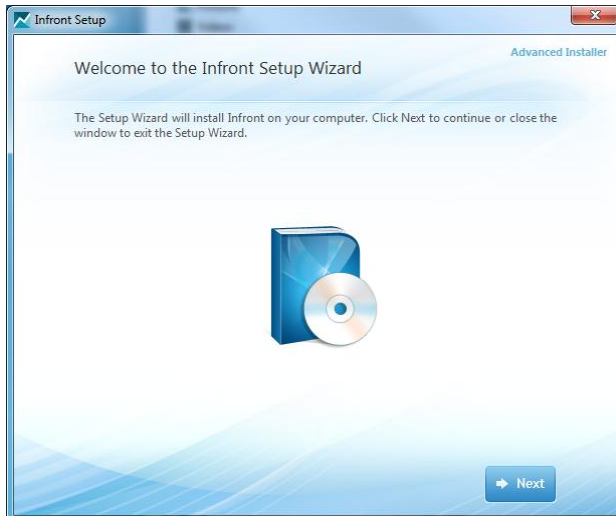 Infront Setup
Advanced Installer
Welcome to the Infront Setup Wizard
The Setup Wizard will install Infront on your computer. Click Next to continue or close the
window to exit the Setup Wizard.
Next